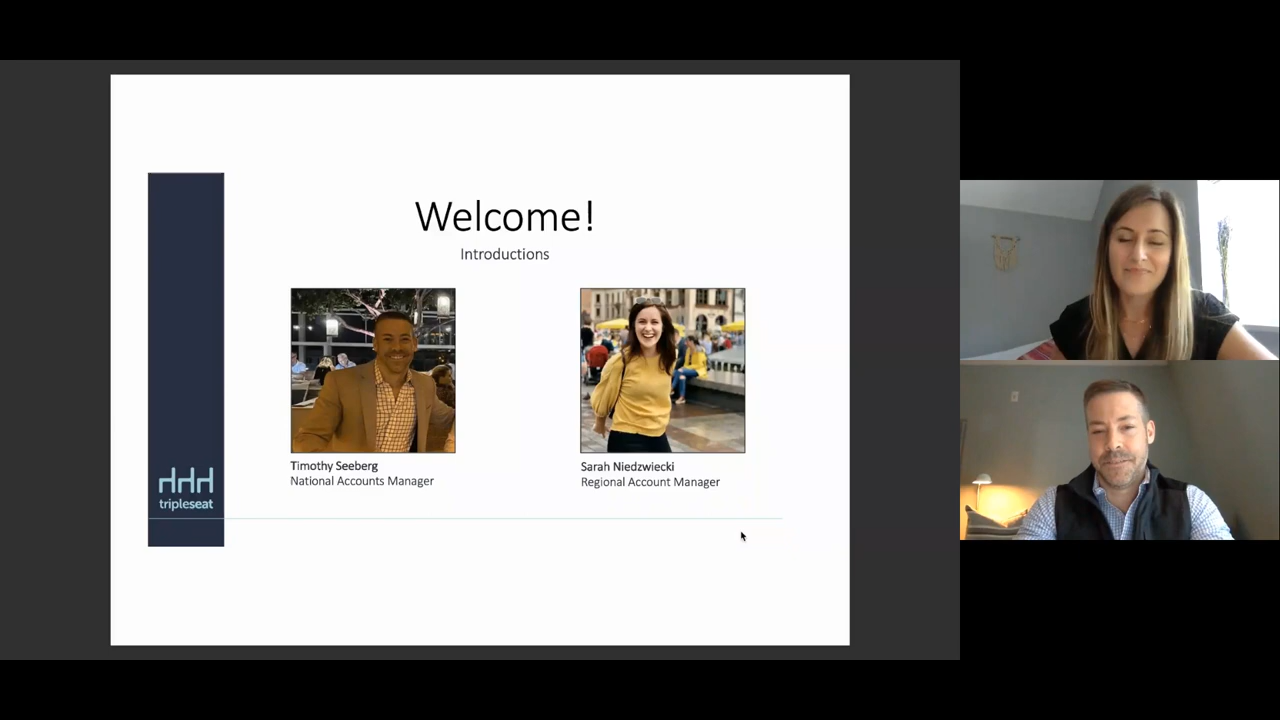 Welcome!
Introductions
Timothy Seeberg
National Accounts Manager
Sarah Niedzwiecki
Regional Account Manager
tripleseat